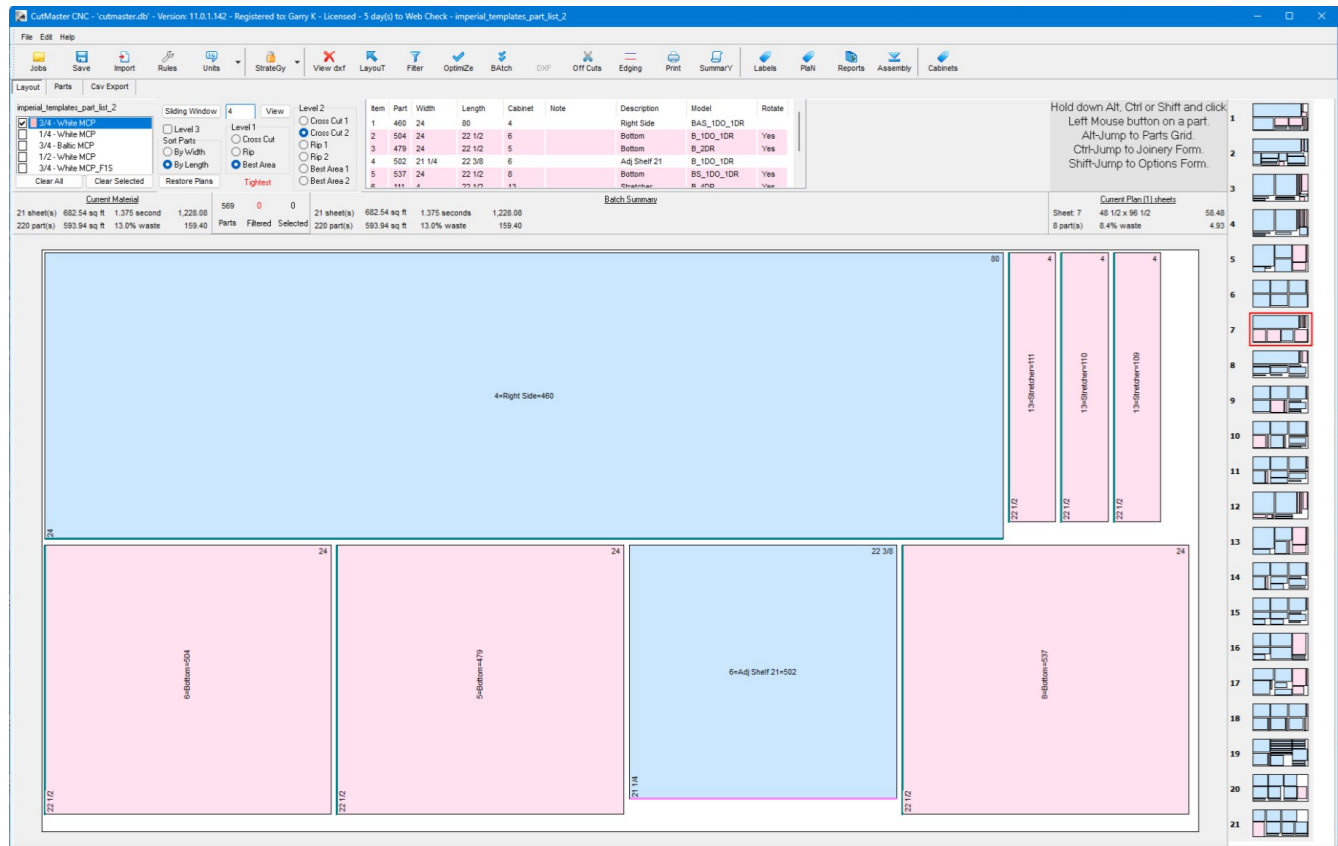 CutMaster CNC - 'cutmaster.db' - Version: 11.0.1.142 - Registered to: Garry K - Licensed - 5 day(s) to Web Check - imperial_templates_part_list_2
File Edit Help
Jobs Save Import Rules Units StrateGy View dxf LayouT Filter OptimiZe BAtch DXF Off Cuts Edging Print SummarY Labels PlaN Reports Assembly Cabinets
Layout Parts Csv Export
imperial_templates_part_list_2
3/4 - White MCP
1/4 - White MCP
3/4 - Baltic MCP
1/2 - White MCP
3/4 - White MCP_F1S
Clear All Clear Selected
Sliding Window 4 View
Level 3
Sort Parts
By Width
By Length
Restore Plans
Level 1
Cross Cut
Rip
Best Area
Tightest
Level 2
Cross Cut 1
Cross Cut 2
Rip 1
Rip 2
Best Area 1
Best Area 2
Item Part Width Length Cabinet Note Description Model Rotate
1 460 24 80 4 Right Side BAS_1DO_1DR
2 504 24 22 1/2 6 Bottom B_1DO_1DR Yes
3 479 24 22 1/2 5 Bottom B_2DR Yes
4 502 21 1/4 22 3/8 6 Adj Shelf 21 B_1DO_1DR
5 537 24 22 1/2 8 Bottom BS_1DO_1DR Yes
6 111 4 22 1/2 13 Stretcher B_4DR Yes
Hold down Alt, Ctrl or Shift and click
Left Mouse button on a part.
Alt-Jump to Parts Grid.
Ctrl-Jump to Joinery Form.
Shift-Jump to Options Form.
Current Material
21 sheet(s) 682.54 sq ft 1.375 second 1,228.08
220 part(s) 593.94 sq ft 13.0% waste 159.40
569 0 0
Parts Filtered Selected
Batch Summary
21 sheet(s) 682.54 sq ft 1.375 seconds 1,228.08
220 part(s) 593.94 sq ft 13.0% waste 159.40
Current Plan (1) sheets
Sheet: 7 48 1/2 x 96 1/2 58.48
8 part(s) 8.4% waste 4.93
80
4=Right Side=460
24
4
13=Stretcher=111
22 1/2
4
13=Stretcher=110
22 1/2
4
13=Stretcher=109
22 1/2
24
6=Bottom=504
22 1/2
24
5=Bottom=479
22 1/2
22 3/8
6=Adj Shelf 21=502
21 1/4
24
8=Bottom=537
22 1/2
1
2
3
4
5
6
7
8
9
10
11
12
13
14
15
16
17
18
19
20
21